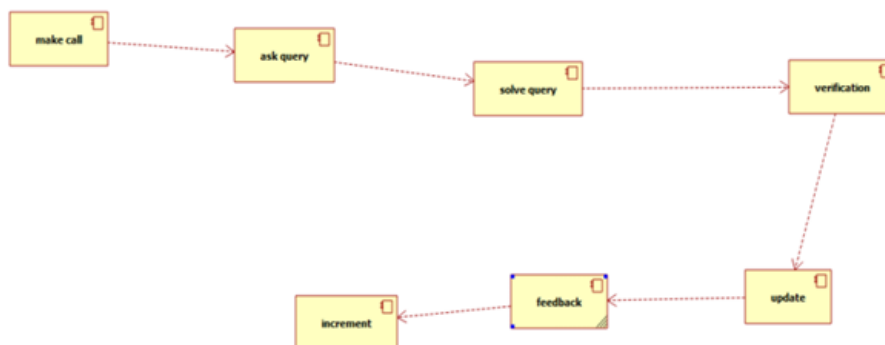 make call
ask query
solve query
verification
update
feedback
increment